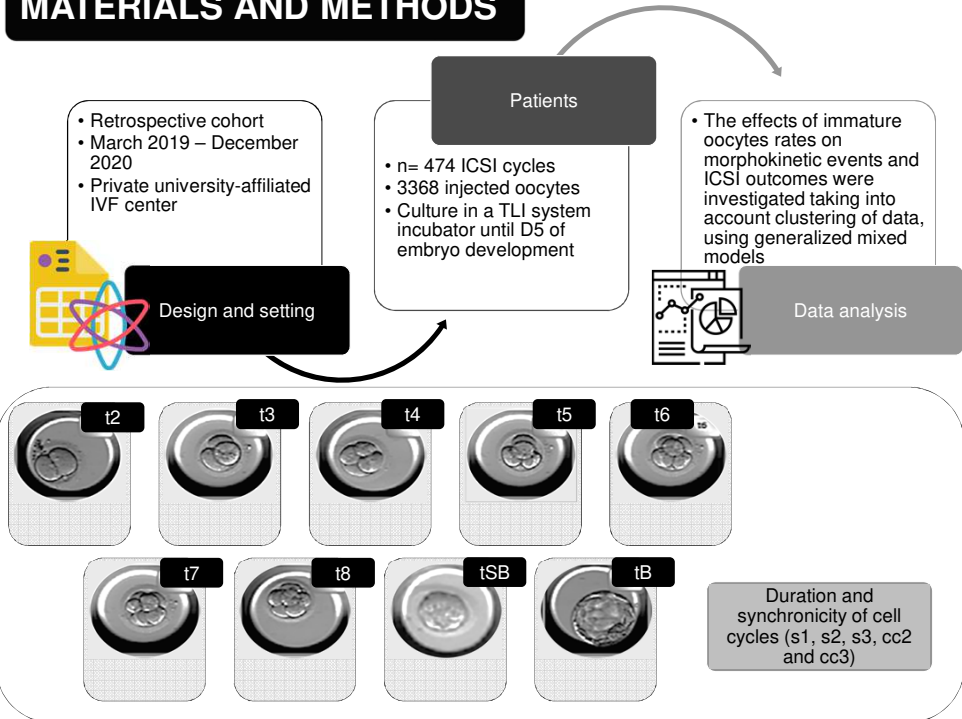 MATERIALS AND METHODS
• Retrospective cohort
• March 2019 – December
2020
• Private university-affiliated
IVF center
Design and setting
Patients
• n= 474 ICSI cycles
• 3368 injected oocytes
• Culture in a TLI system
incubator until D5 of
embryo development
• The effects of immature
oocytes rates on
morphokinetic events and
ICSI outcomes were
investigated taking into
account clustering of data,
using generalized mixed
models
Data analysis
t2
t3
t4
t5
t6
t7
t8
tSB
tB
Duration and
synchronicity of cell
cycles (s1, s2, s3, cc2
and cc3)